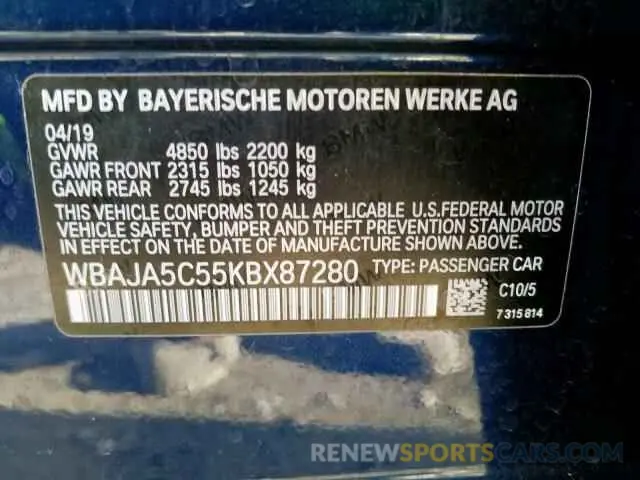 MFD BY BAYERISCHE MOTOREN WERKE AG
04/19
GVWR 4850 lbs 2200 kg
GAWR FRONT 2315 lbs 1050 kg
GAWR REAR 2745 lbs 1245 kg
THIS VEHICLE CONFORMS TO ALL APPLICABLE U.S.FEDERAL MOTOR
VEHICLE SAFETY, BUMPER AND THEFT PREVENTION STANDARDS
IN EFFECT ON THE DATE OF MANUFACTURE SHOWN ABOVE.
WBAJA5C55KBX87280 TYPE: PASSENGER CAR
C10/5
7315814
RENEWSPORTSCARS.COM